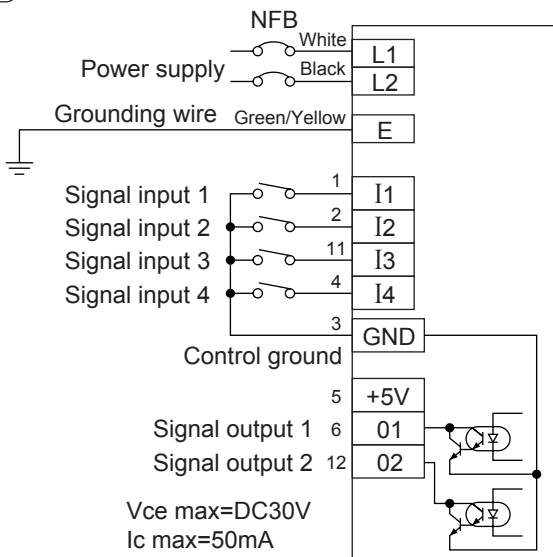 NFB
White
L1
Power supply
Black
L2
Grounding wire Green/Yellow E
Signal input 1 1 I1
Signal input 2 2 I2
Signal input 3 11 I3
Signal input 4 4 I4
3 GND
Control ground
5 +5V
Signal output 1 6 01
Signal output 2 12 02
Vce max=DC30V
Ic max=50mA